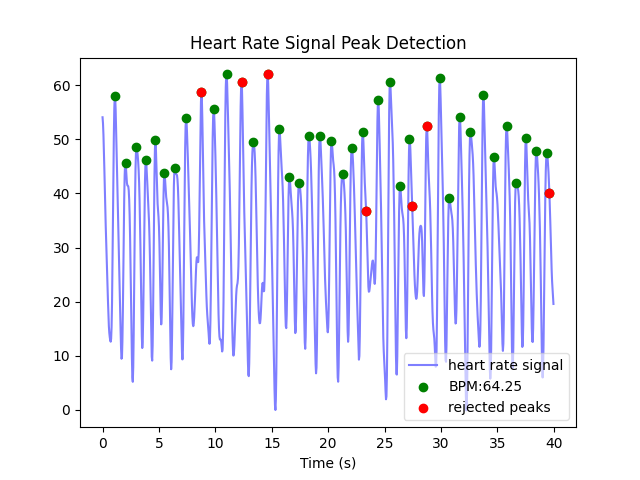 Heart Rate Signal Peak Detection
60
50
40
30
20
10
0
heart rate signal
BPM:64.25
rejected peaks
0 5 10 15 20 25 30 35 40
Time (s)